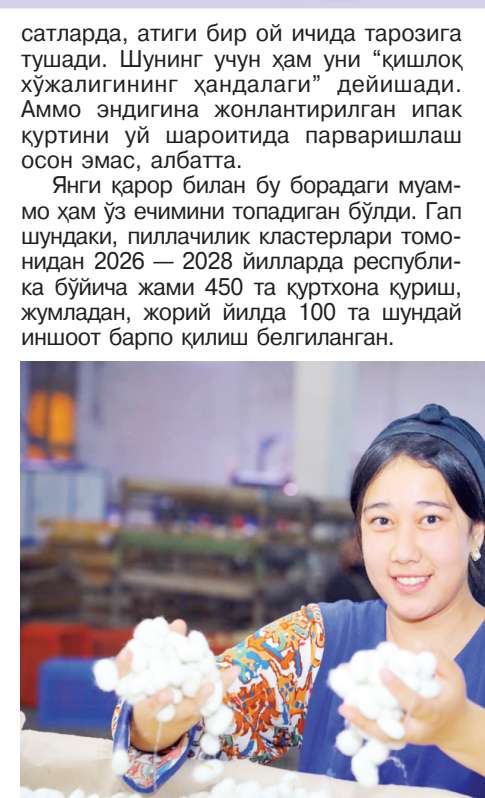 сатларда, атиги бир ой ичида тарозига
тушади. Шунинг учун ҳам уни “қишлоқ
хўжалигининг ҳандалаги” дейишади.
Аммо эндигина жонлантирилган ипак
қуртини уй шароитида парваришлаш
осон эмас, албатта.
Янги қарор билан бу борадаги муам-
мо ҳам ўз ечимини топадиган бўлди. Гап
шундаки, пиллачилик кластерлари томо-
нидан 2026 — 2028 йилларда республи-
ка бўйича жами 450 та қуртхона қуриш,
жумладан, жорий йилда 100 та шундай
иншоот барпо қилиш белгиланган.